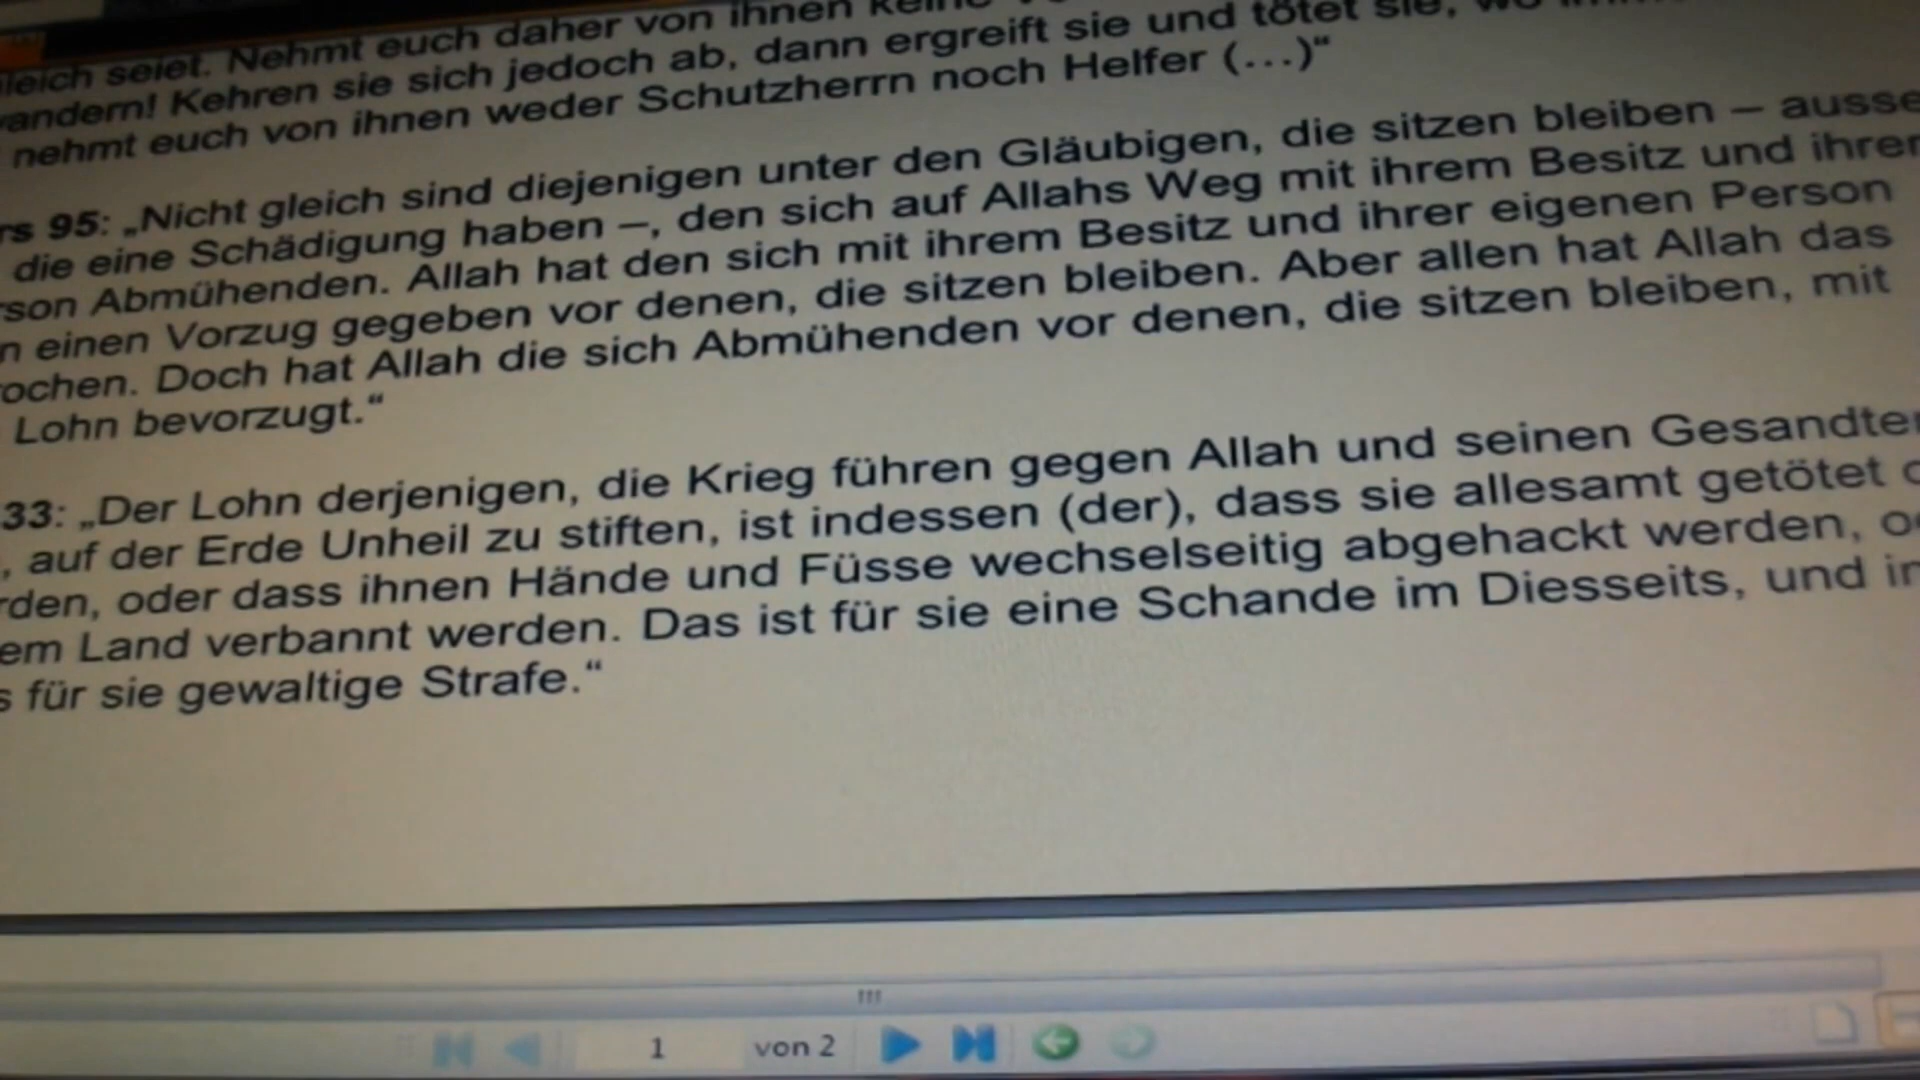 gleich seiet. Nehmt euch daher von ihnen keine
wandern! Kehren sie sich jedoch ab, dann ergreift sie und tötet sie, wo
nehmt euch von ihnen weder Schutzherrn noch Helfer (…)“
rs 95: „Nicht gleich sind diejenigen unter den Gläubigen, die sitzen bleiben – ausse
die eine Schädigung haben –, den sich auf Allahs Weg mit ihrem Besitz und ihrer
rson Abmühenden. Allah hat den sich mit ihrem Besitz und ihrer eigenen Person
n einen Vorzug gegeben vor denen, die sitzen bleiben. Aber allen hat Allah das
ochen. Doch hat Allah die sich Abmühenden vor denen, die sitzen bleiben, mit
Lohn bevorzugt.“
33: „Der Lohn derjenigen, die Krieg führen gegen Allah und seinen Gesandten
, auf der Erde Unheil zu stiften, ist indessen (der), dass sie allesamt getötet o
rden, oder dass ihnen Hände und Füsse wechselseitig abgehackt werden, o
em Land verbannt werden. Das ist für sie eine Schande im Diesseits, und im
s für sie gewaltige Strafe.“
1 von 2